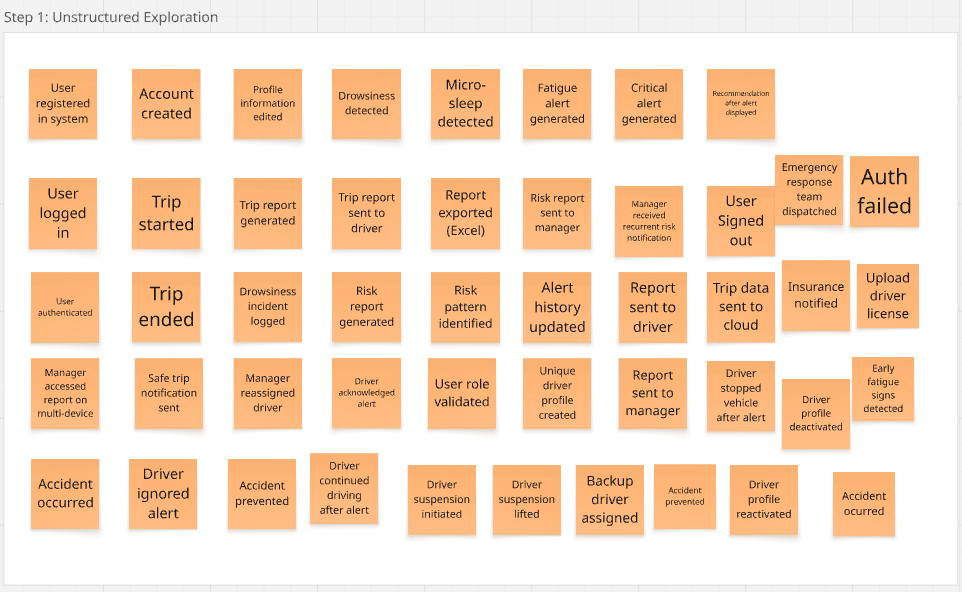 Step 1: Unstructured Exploration
User
registered
in system
Account
created
Profile
information
edited
Drowsiness
detected
Micro-
sleep
detected
Fatigue
alert
generated
Critical
alert
generated
Recommendation
after alert
displayed
User
logged
in
Trip
started
Trip report
generated
Trip report
sent to
driver
Report
exported
(Excel)
Risk report
sent to
manager
Manager
received
recurrent risk
notification
User
Signed
out
Emergency
response
team
dispatched
Auth
failed
User
authenticated
Trip
ended
Drowsiness
incident
logged
Risk
report
generated
Risk
pattern
identified
Alert
history
updated
Report
sent to
driver
Trip data
sent to
cloud
Insurance
notified
Upload
driver
license
Manager
accessed
report on
multi-device
Safe trip
notification
sent
Manager
reassigned
driver
Driver
acknowledged
alert
User role
validated
Unique
driver
profile
created
Report
sent to
manager
Driver
stopped
vehicle
after alert
Driver
profile
deactivated
Early
fatigue
signs
detected
Accident
occurred
Driver
ignored
alert
Accident
prevented
Driver
continued
driving
after alert
Driver
suspension
initiated
Driver
suspension
lifted
Backup
driver
assigned
Accident
prevented
Driver
profile
reactivated
Accident
ocurred